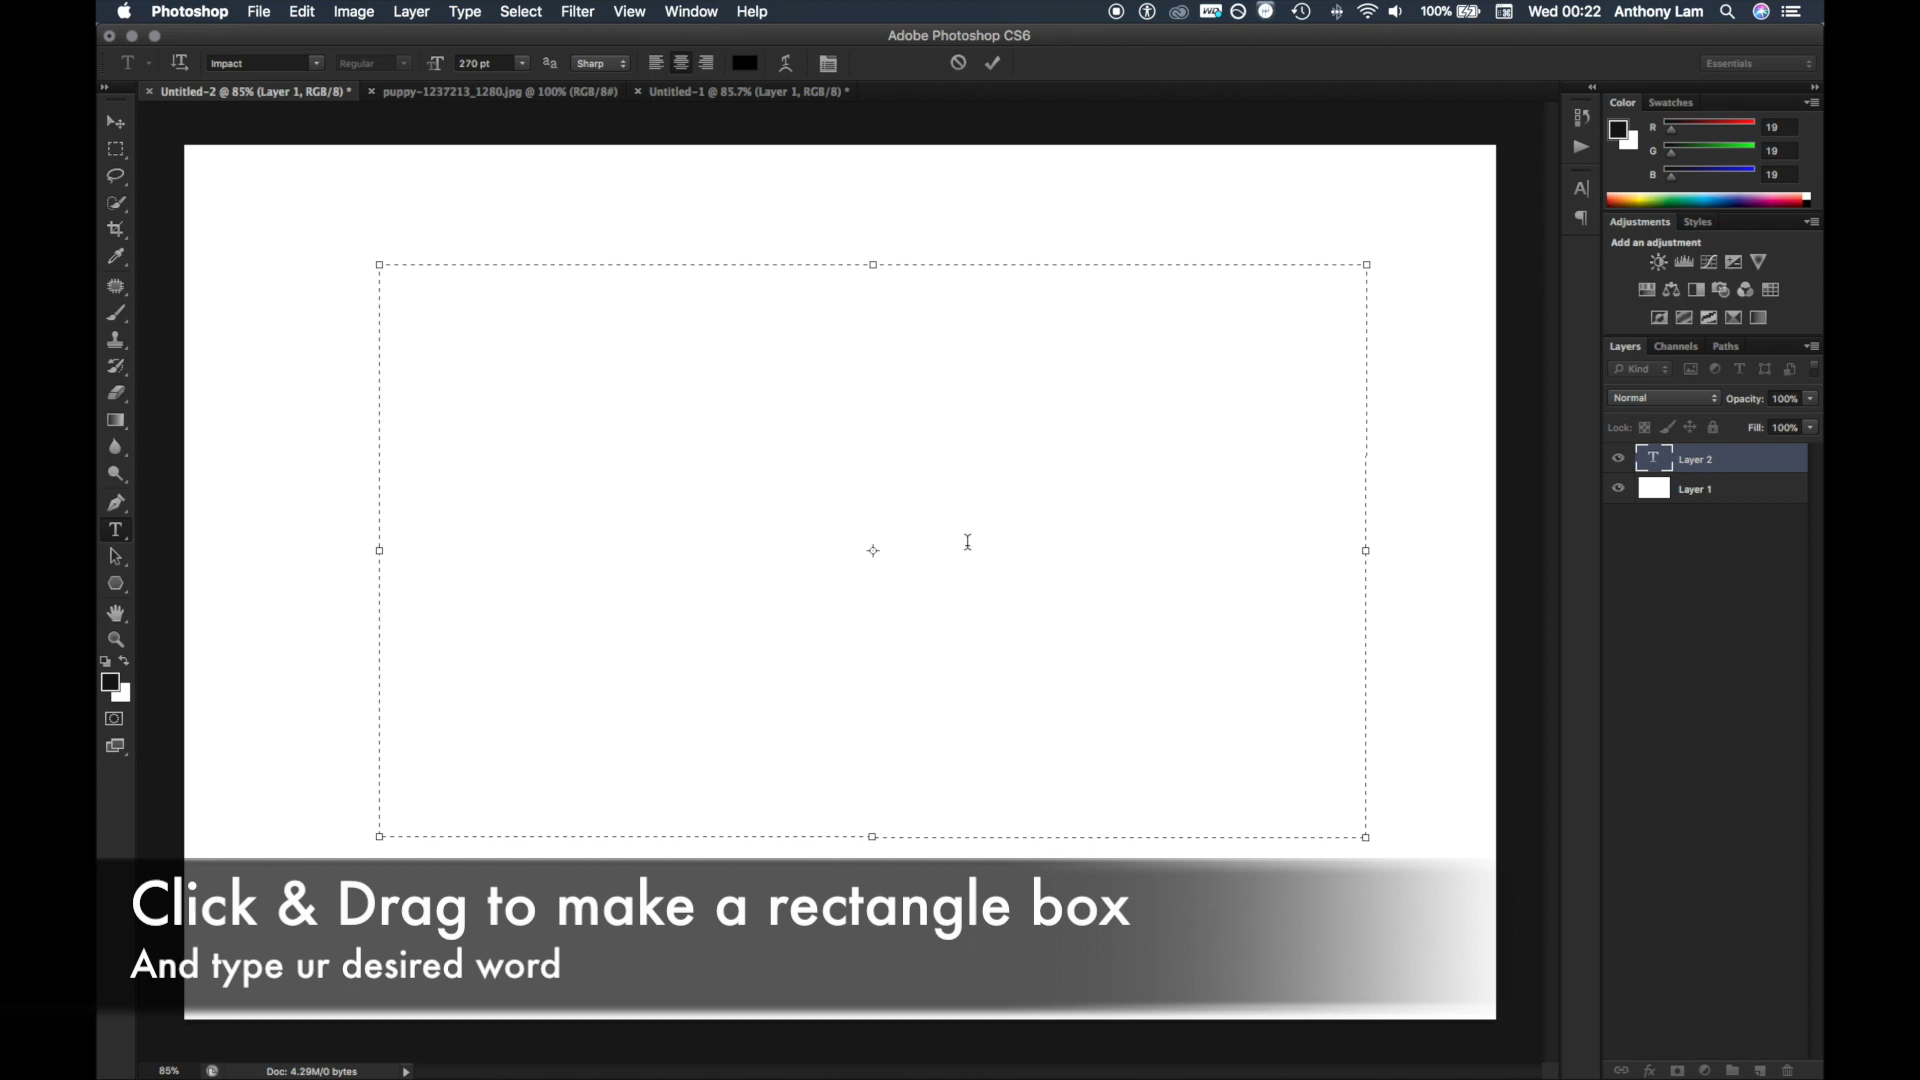 Photoshop File Edit Image Layer Type Select Filter View Window Help 100% Wed 00:22 Anthony Lam
Adobe Photoshop CS6
T Impact Regular 270 pt Sharp Essentials
Untitled-2 @ 85% (Layer 1, RGB/8) * puppy-1237213_1280.jpg @ 100% (RGB/8#) Untitled-1 @ 85.7% (Layer 1, RGB/8) *
Color Swatches
R 19
G 19
B 19
Adjustments Styles
Add an adjustment
Layers Channels Paths
Kind
Normal Opacity: 100%
Lock: Fill: 100%
T Layer 2
Layer 1
Click & Drag to make a rectangle box
And type ur desired word
85% Doc: 4.29M/0 bytes